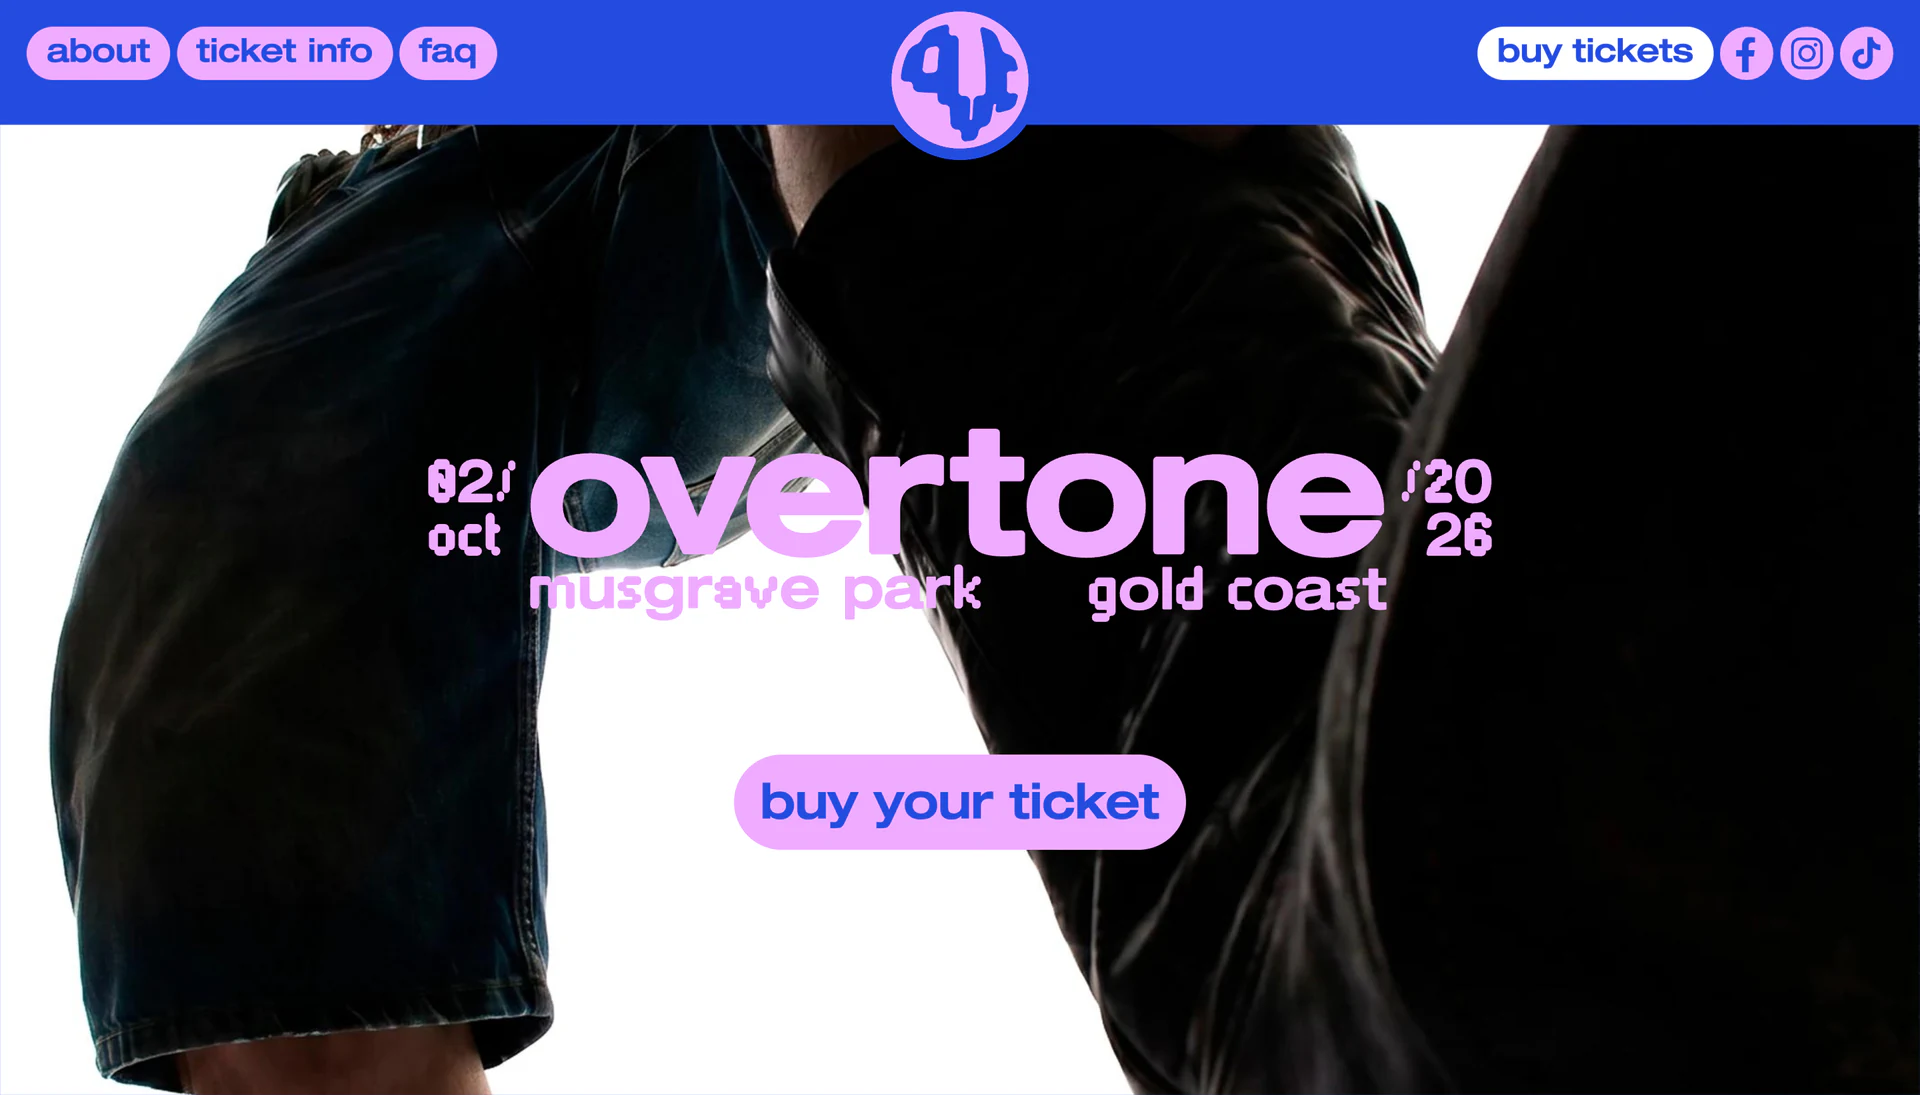 about ticket info faq
buy tickets
02/ overtone /20
oct 26
musgrave park gold coast
buy your ticket